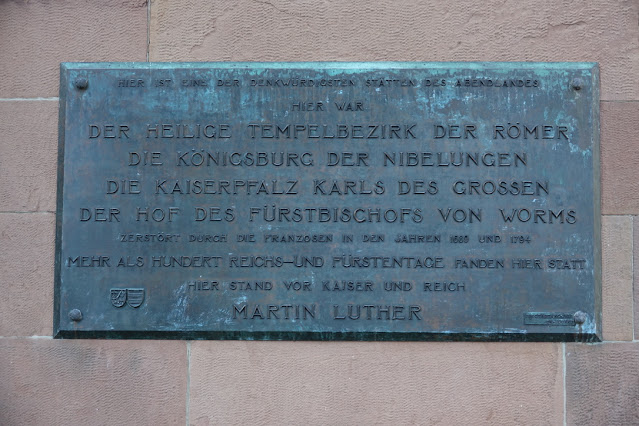 HIER IST EINE DER DENKWÜRDIGSTEN STÄTTEN DES ABENDLANDES
HIER WAR
DER HEILIGE TEMPELBEZIRK DER RÖMER
DIE KÖNIGSBURG DER NIBELUNGEN
DIE KAISERPFALZ KARLS DES GROSSEN
DER HOF DES FÜRSTBISCHOFS VON WORMS
ZERSTÖRT DURCH DIE FRANZOSEN IN DEN JAHREN 1689 UND 1794
MEHR ALS HUNDERT REICHS-UND FÜRSTENTAGE FANDEN HIER STATT
HIER STAND VOR KAISER UND REICH
MARTIN LUTHER